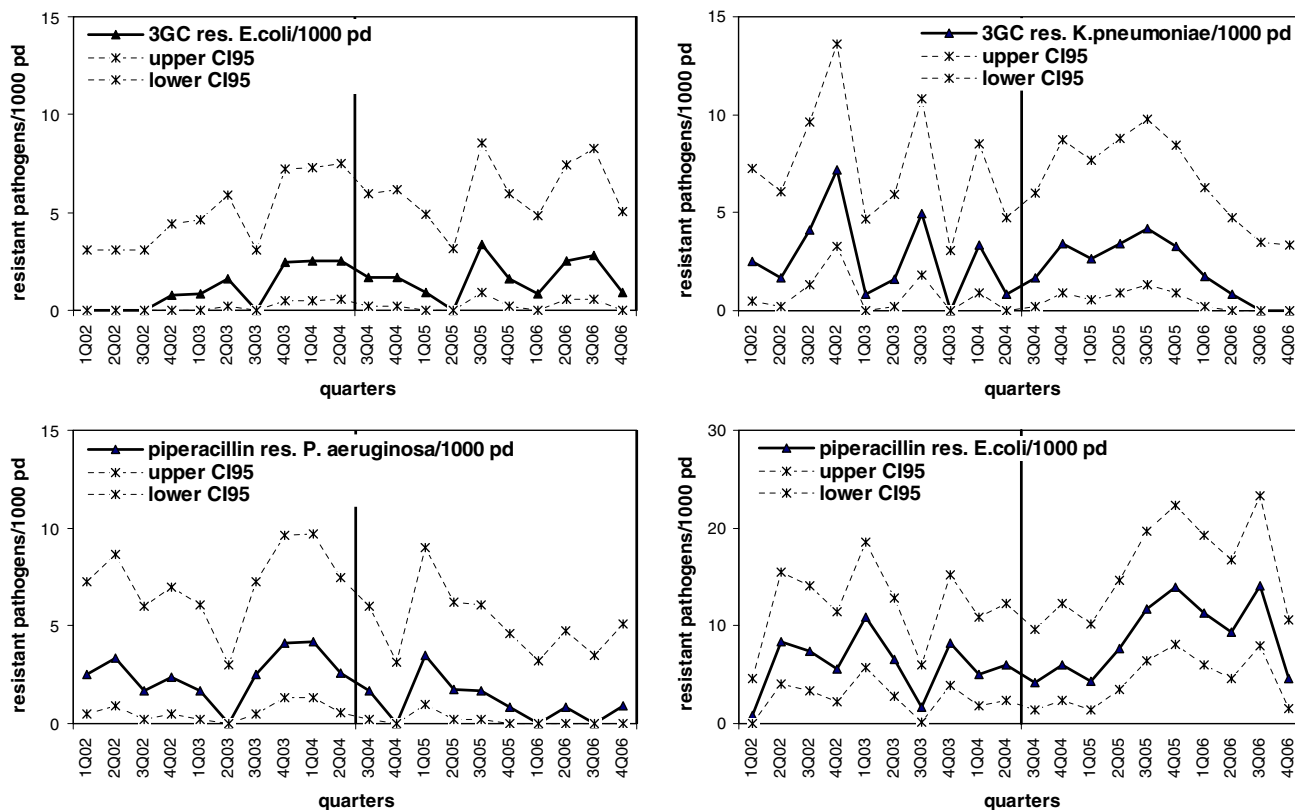 15
10
5
0
resistant pathogens/1000 pd
3GC res. E.coli/1000 pd
upper CI95
lower CI95
1Q02
2Q02
3Q02
4Q02
1Q03
2Q03
3Q03
4Q03
1Q04
2Q04
3Q04
4Q04
1Q05
2Q05
3Q05
4Q05
1Q06
2Q06
3Q06
4Q06
quarters
15
10
5
0
resistant pathogens/1000 pd
3GC res. K.pneumoniae/1000 pd
upper CI95
lower CI95
1Q02
2Q02
3Q02
4Q02
1Q03
2Q03
3Q03
4Q03
1Q04
2Q04
3Q04
4Q04
1Q05
2Q05
3Q05
4Q05
1Q06
2Q06
3Q06
4Q06
quarters
15
10
5
0
resistant pathogens/1000 pd
piperacillin res. P. aeruginosa/1000 pd
upper CI95
lower CI95
1Q02
2Q02
3Q02
4Q02
1Q03
2Q03
3Q03
4Q03
1Q04
2Q04
3Q04
4Q04
1Q05
2Q05
3Q05
4Q05
1Q06
2Q06
3Q06
4Q06
quarters
30
20
10
0
resistant pathogens/1000 pd
piperacillin res. E.coli/1000 pd
upper CI95
lower CI95
1Q02
2Q02
3Q02
4Q02
1Q03
2Q03
3Q03
4Q03
1Q04
2Q04
3Q04
4Q04
1Q05
2Q05
3Q05
4Q05
1Q06
2Q06
3Q06
4Q06
quarters